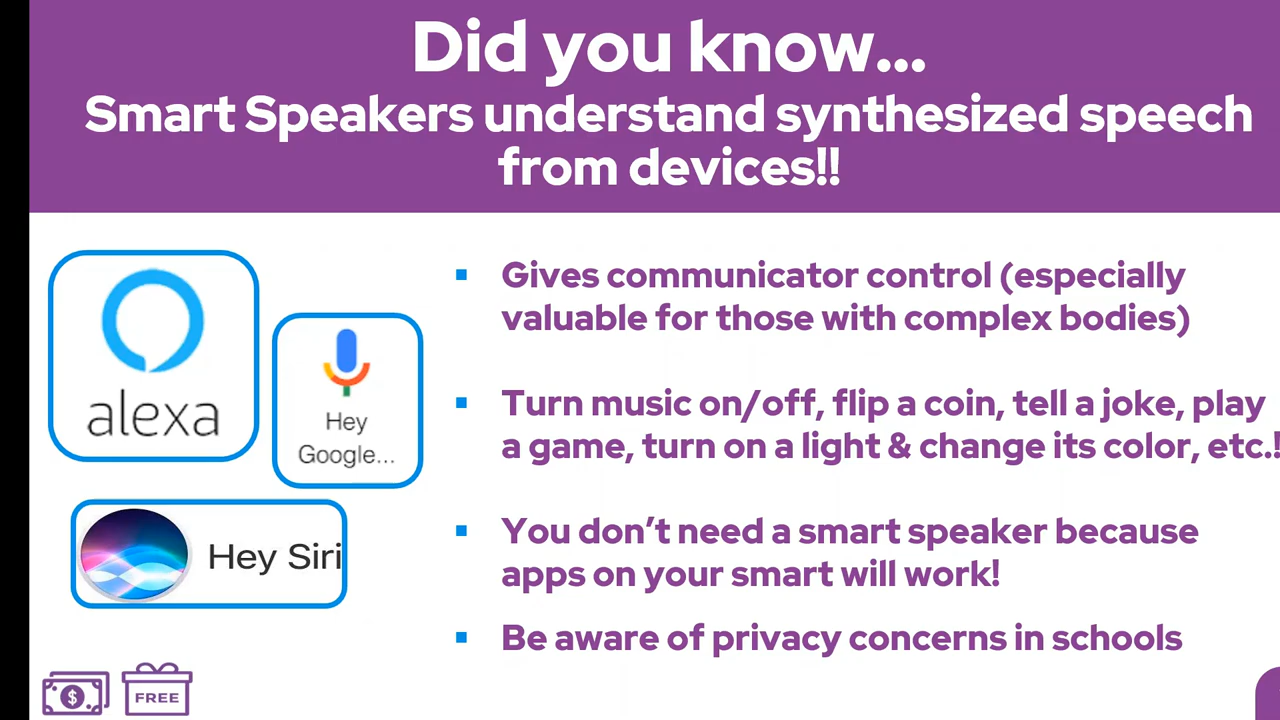 Did you know...
Smart Speakers understand synthesized speech
from devices!!
alexa
Hey
Google...
Hey Siri
▪ Gives communicator control (especially
valuable for those with complex bodies)
▪ Turn music on/off, flip a coin, tell a joke, play
a game, turn on a light & change its color, etc.!
▪ You don’t need a smart speaker because
apps on your smart will work!
▪ Be aware of privacy concerns in schools
$
FREE